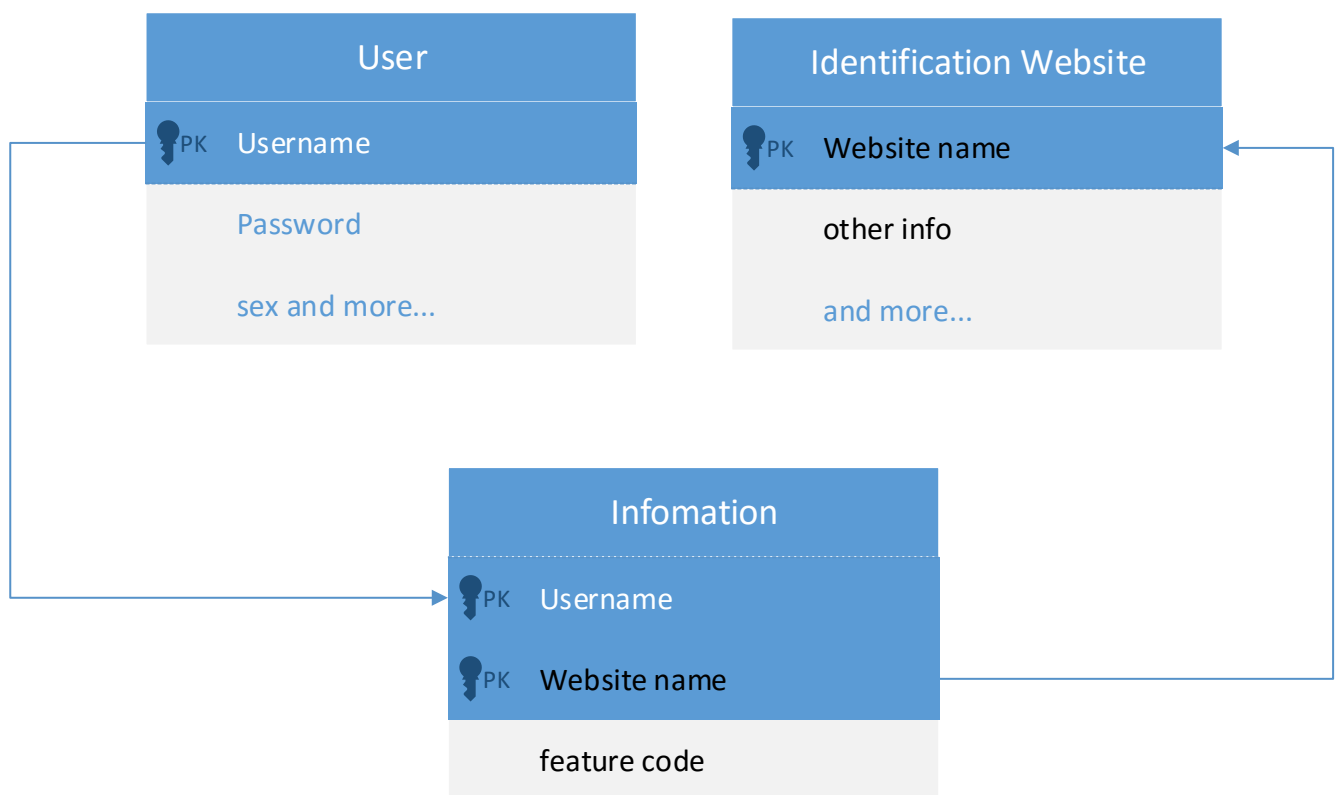 User
PK Username
Password
sex and more...
Identification Website
PK Website name
other info
and more...
Infomation
PK Username
PK Website name
feature code